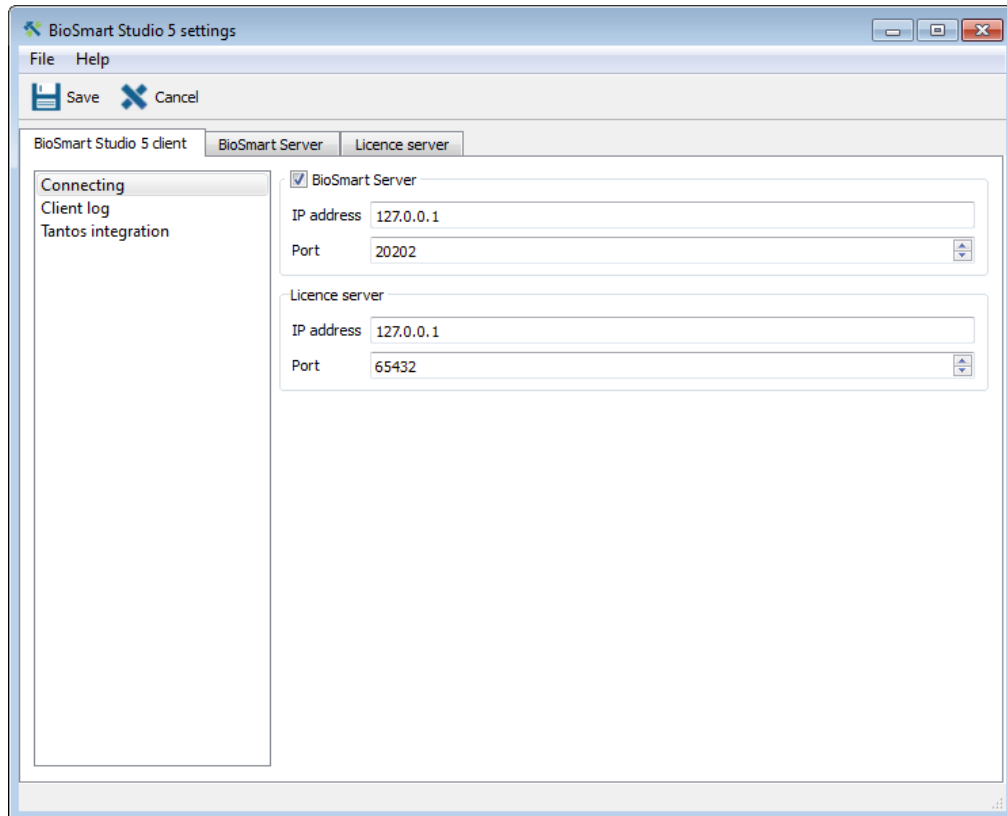 BioSmart Studio 5 settings
File Help
Save Cancel
BioSmart Studio 5 client BioSmart Server Licence server
Connecting
Client log
Tantos integration
BioSmart Server
IP address 127.0.0.1
Port 20202
Licence server
IP address 127.0.0.1
Port 65432